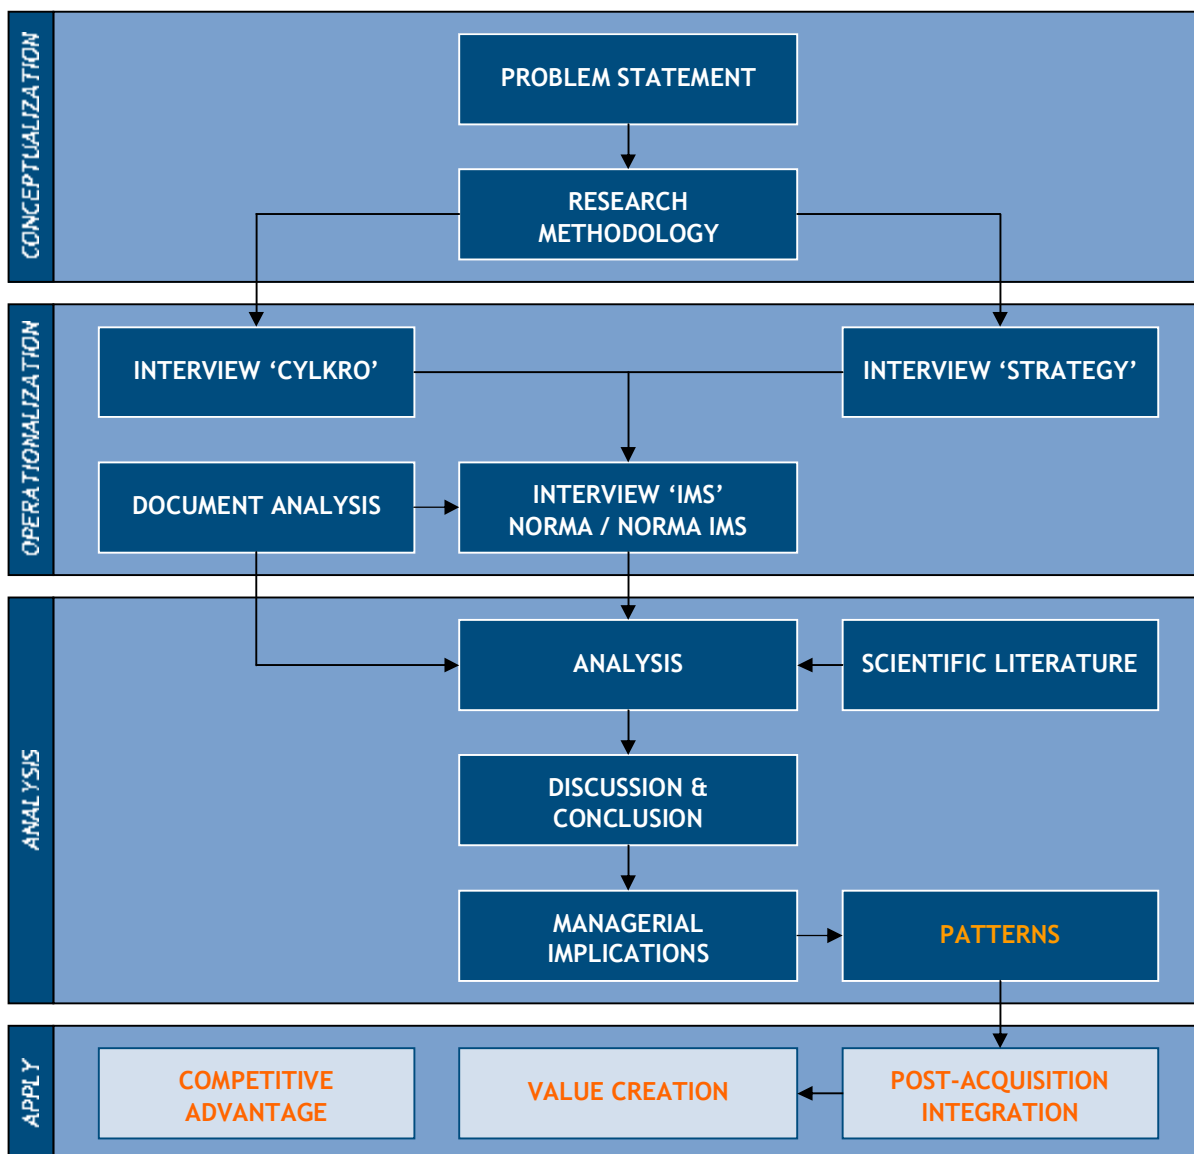 CONCEPTUALIZATION
PROBLEM STATEMENT
RESEARCH
METHODOLOGY
OPERATIONALIZATION
INTERVIEW ‘CYLKRO’
INTERVIEW ‘STRATEGY’
DOCUMENT ANALYSIS
INTERVIEW ‘IMS’
NORMA / NORMA IMS
ANALYSIS
ANALYSIS
SCIENTIFIC LITERATURE
DISCUSSION &
CONCLUSION
MANAGERIAL
IMPLICATIONS
PATTERNS
APPLY
COMPETITIVE
ADVANTAGE
VALUE CREATION
POST-ACQUISITION
INTEGRATION